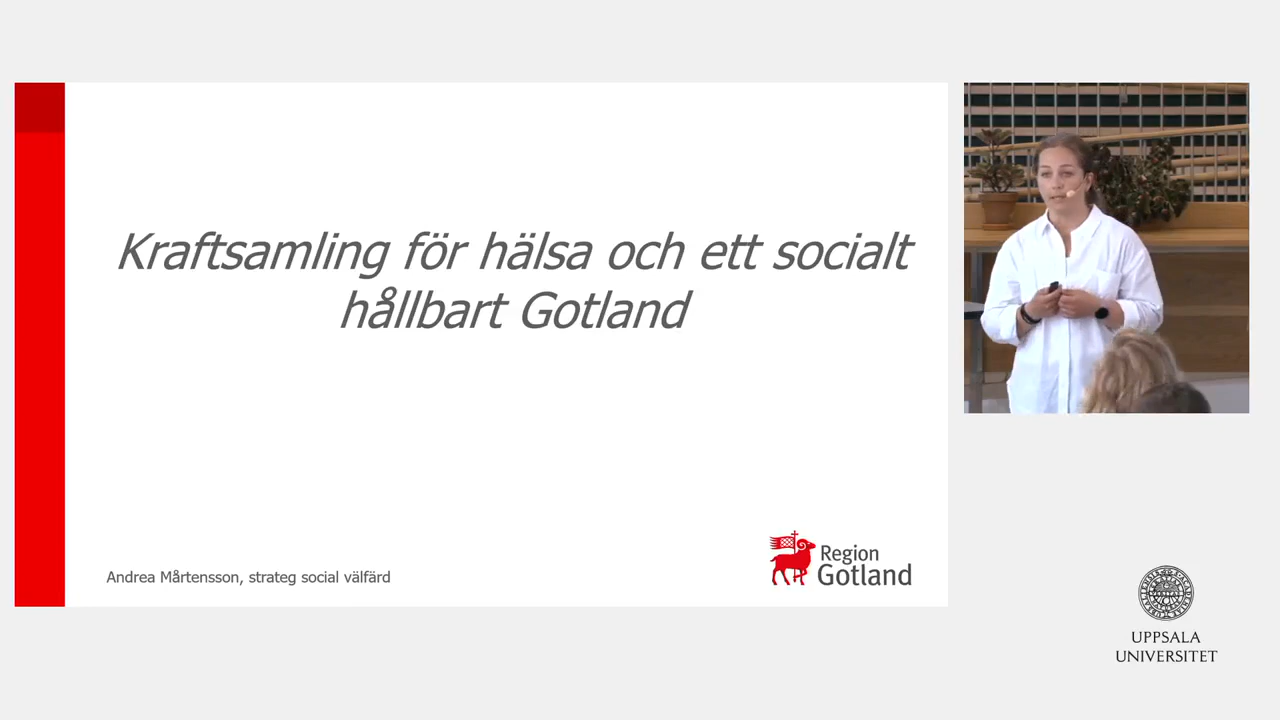 Kraftsamling för hälsa och ett socialt
hållbart Gotland
Andrea Mårtensson, strateg social välfärd
Region
Gotland
UPPSALA
UNIVERSITET